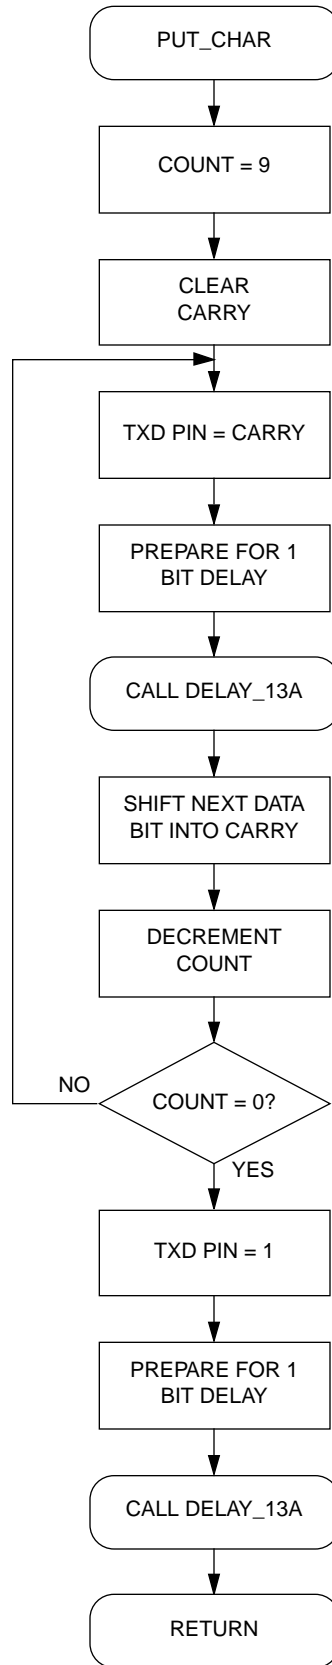 PUT_CHAR
COUNT = 9
CLEAR
CARRY
TXD PIN = CARRY
PREPARE FOR 1
BIT DELAY
CALL DELAY_13A
SHIFT NEXT DATA
BIT INTO CARRY
DECREMENT
COUNT
NO
COUNT = 0?
YES
TXD PIN = 1
PREPARE FOR 1
BIT DELAY
CALL DELAY_13A
RETURN